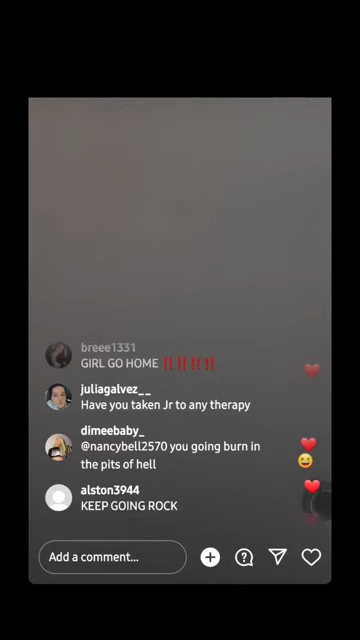 breee1331
GIRL GO HOME ‼️‼️‼️‼️
juliagalvez__
Have you taken Jr to any therapy
dimeebaby_
@nancybell2570 you going burn in
the pits of hell
alston3944
KEEP GOING ROCK
Add a comment...